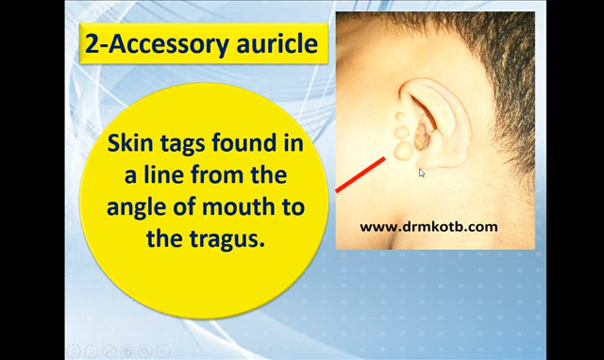 2-Accessory auricle
Skin tags found in
a line from the
angle of mouth to
the tragus.
www.drmkotb.com